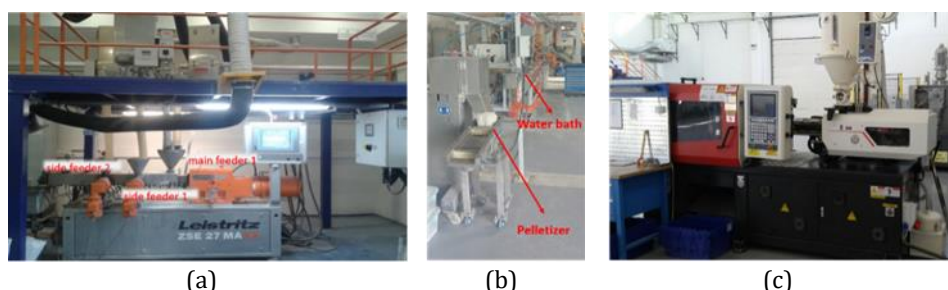 side feeder 2
main feeder 1
side feeder 1
Leistritz
ZSE 27 MA
Water bath
Pelletizer
(a)
(b)
(c)